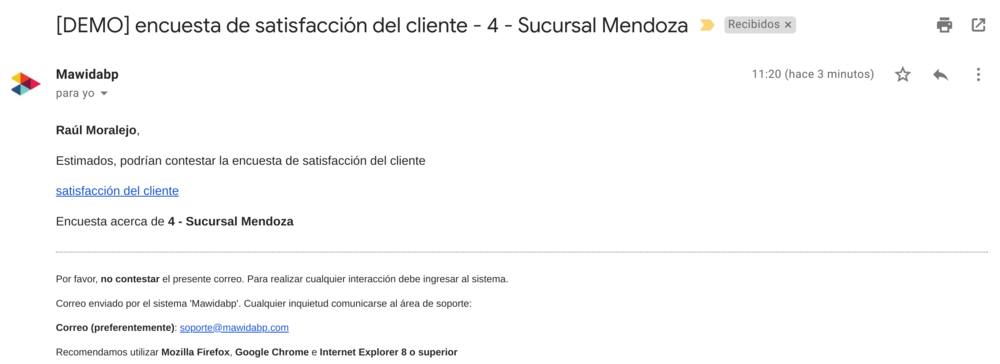 [DEMO] encuesta de satisfacción del cliente - 4 - Sucursal Mendoza Recibidos ×
Mawidabp 11:20 (hace 3 minutos)
para yo
Raúl Moralejo,
Estimados, podrían contestar la encuesta de satisfacción del cliente
satisfacción del cliente
Encuesta acerca de 4 - Sucursal Mendoza
Por favor, no contestar el presente correo. Para realizar cualquier interacción debe ingresar al sistema.
Correo enviado por el sistema 'Mawidabp'. Cualquier inquietud comunicarse al área de soporte:
Correo (preferentemente): soporte@mawidabp.com
Recomendamos utilizar Mozilla Firefox, Google Chrome e Internet Explorer 8 o superior